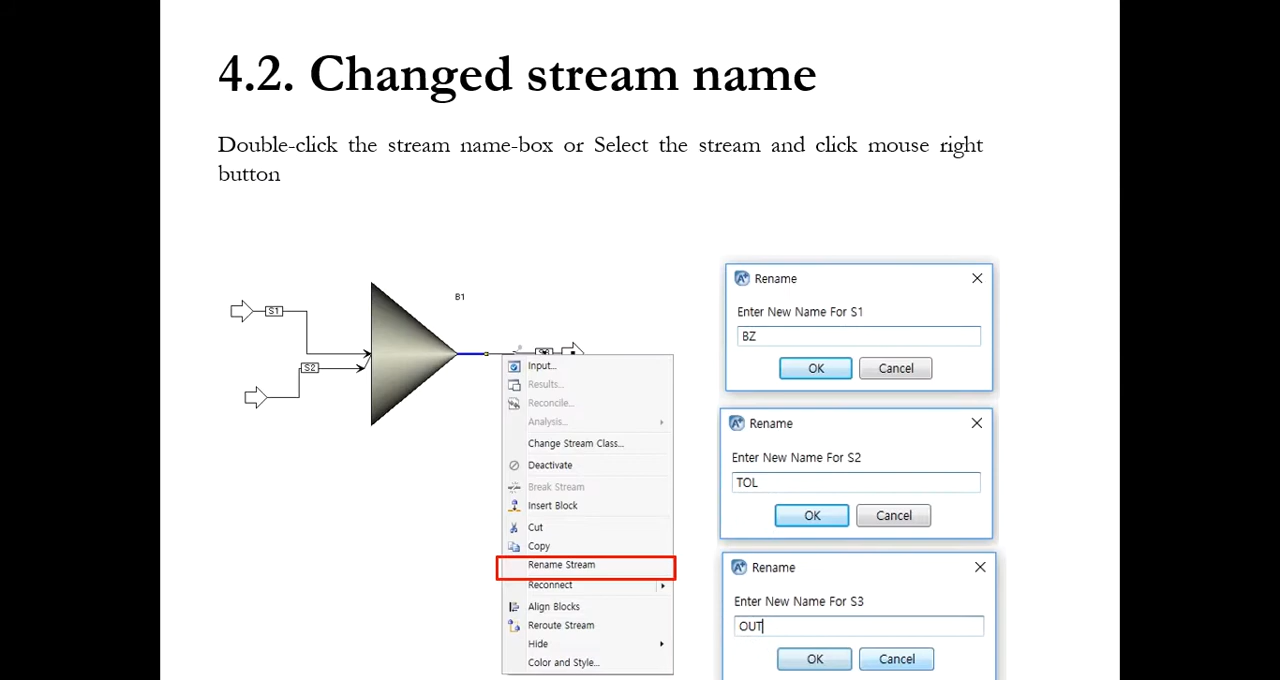 4.2. Changed stream name
Double-click the stream name-box or Select the stream and click mouse right
button
B1
S1
S2
Input...
Results...
Reconcile...
Analysis...
Change Stream Class...
Deactivate
Break Stream
Insert Block
Cut
Copy
Rename Stream
Reconnect
Align Blocks
Reroute Stream
Hide
Color and Style...
Rename
Enter New Name For S1
BZ
OK Cancel
Rename
Enter New Name For S2
TOL
OK Cancel
Rename
Enter New Name For S3
OUT
OK Cancel